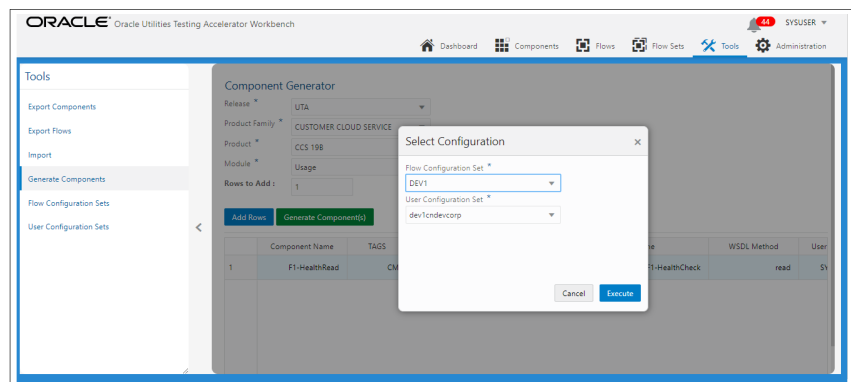 ORACLE Oracle Utilities Testing Accelerator Workbench
44 SYSUSER
Dashboard Components Flows Flow Sets Tools Administration
Tools
Export Components
Export Flows
Import
Generate Components
Flow Configuration Sets
User Configuration Sets
Component Generator
Release * UTA
Product Family * CUSTOMER CLOUD SERVICE
Product * CCS 19B
Module * Usage
Rows to Add : 1
Add Rows Generate Component(s)
Component Name TAGS WSDL Method User
1 F1-HealthRead CM F1-HealthCheck read SY
Select Configuration ×
Flow Configuration Set *
DEV1
User Configuration Set *
dev1cndevcorp
Cancel Execute